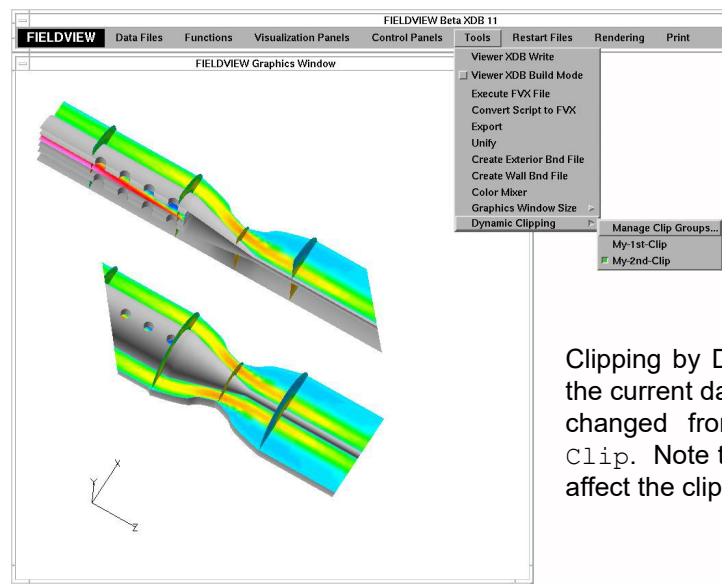 FIELDVIEW Beta XDB 11
FIELDVIEW Data Files Functions Visualization Panels Control Panels Tools Restart Files Rendering Print
FIELDVIEW Graphics Window
Viewer XDB Write
Viewer XDB Build Mode
Execute FVX File
Convert Script to FVX
Export
Unify
Create Exterior Bnd File
Create Wall Bnd File
Color Mixer
Graphics Window Size
Dynamic Clipping
Manage Clip Groups...
My-1st-Clip
My-2nd-Clip
Clipping by D
the current da
changed fro
Clip. Note t
affect the clip
X
Y
Z